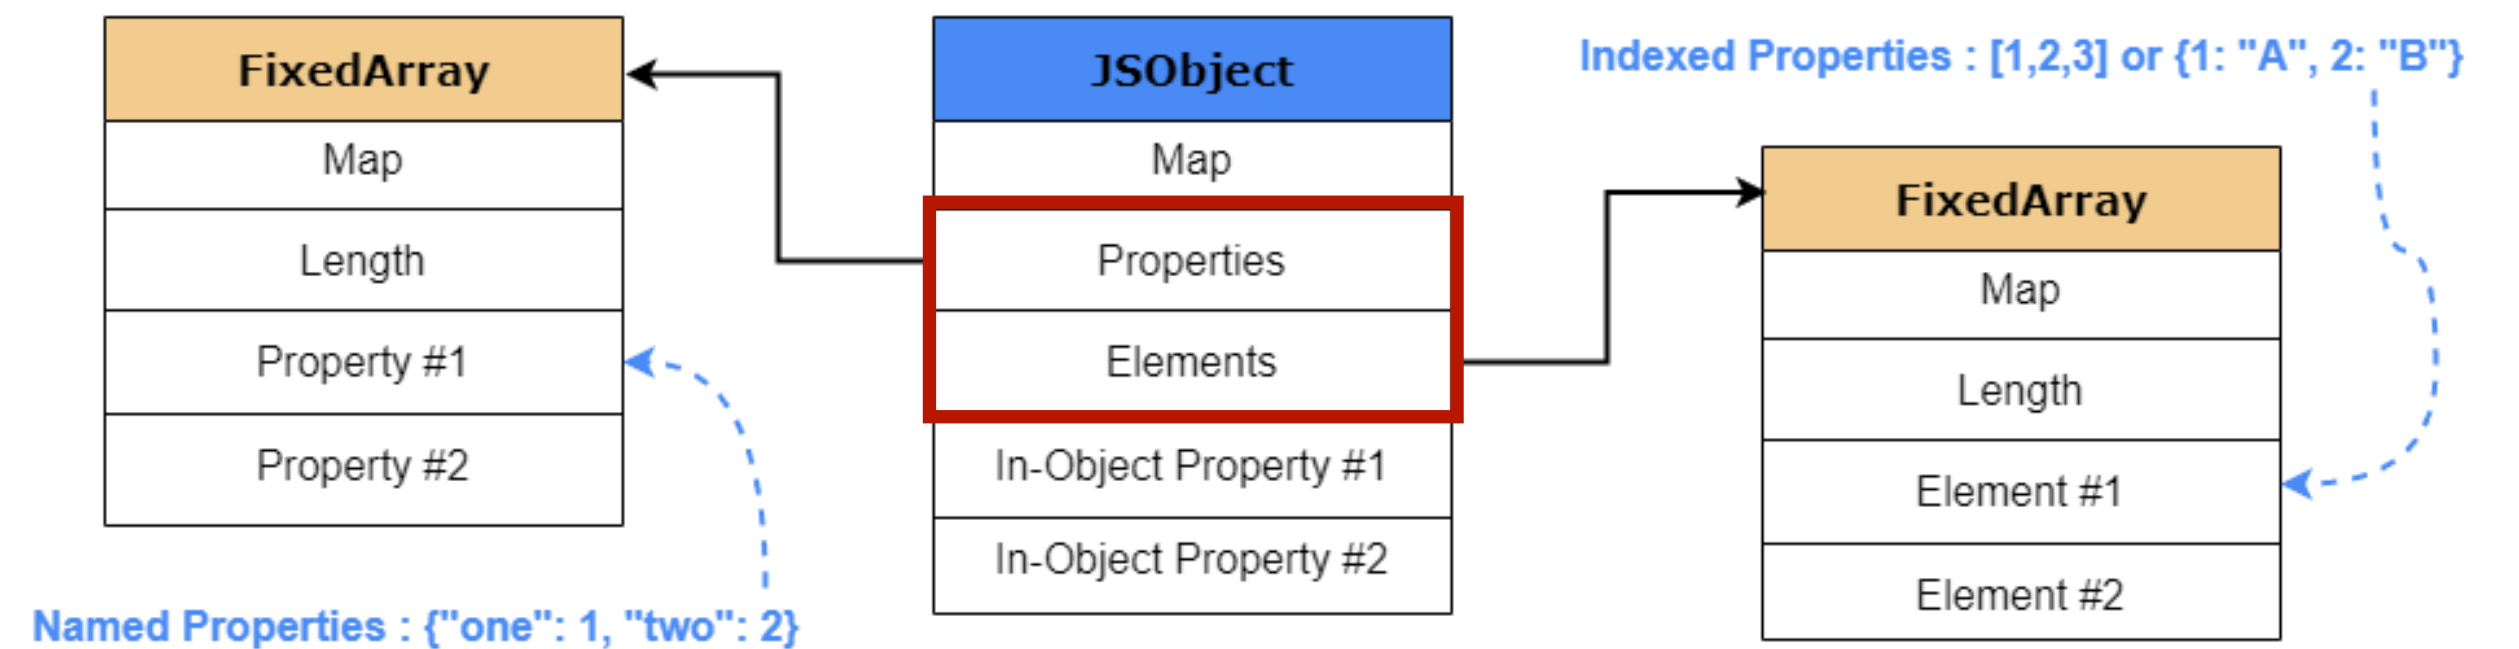 FixedArray
Map
Length
Property #1
Property #2
Named Properties : {"one": 1, "two": 2}
JSObject
Map
Properties
Elements
In-Object Property #1
In-Object Property #2
Indexed Properties : [1,2,3] or {1: "A", 2: "B"}
FixedArray
Map
Length
Element #1
Element #2